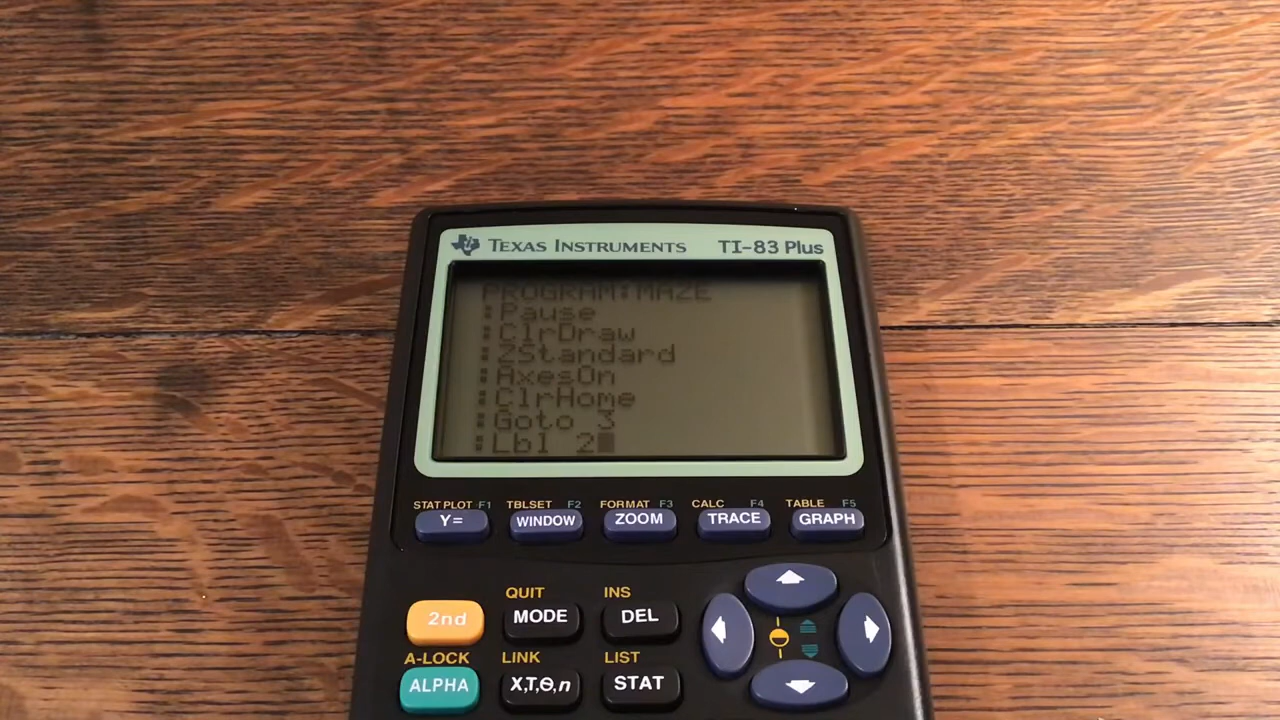 TEXAS INSTRUMENTS TI-83 Plus
PROGRAM:MAZE
:Pause
:ClrDraw
:ZStandard
:AxesOn
:ClrHome
:Goto 3
:Lbl 2
STAT PLOT F1 TBLSET F2 FORMAT F3 CALC F4 TABLE F5
Y= WINDOW ZOOM TRACE GRAPH
QUIT INS
2nd MODE DEL
A-LOCK LINK LIST
ALPHA X,T,Θ,n STAT